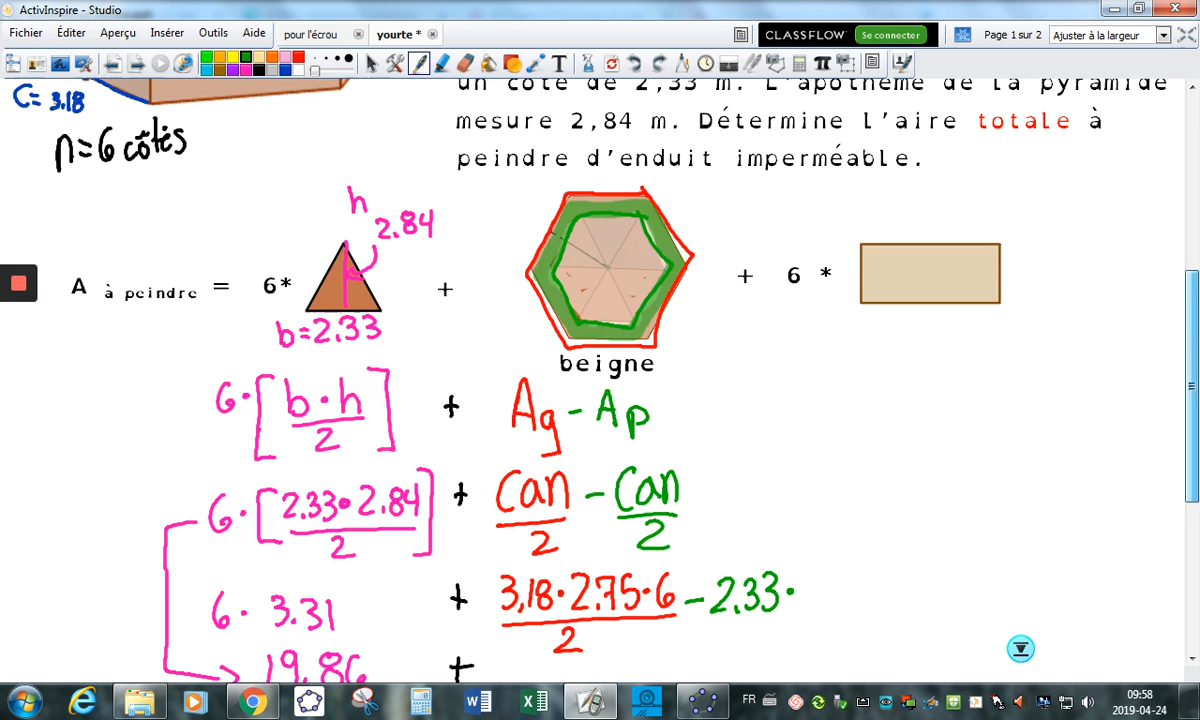 ActivInspire - Studio
Fichier Éditer Aperçu Insérer Outils Aide
pour l'écrou
yourte *
CLASSFLOW
Se connecter
Page 1 sur 2
Ajuster à la largeur
C = 3.18
un côté de 2,33 m. L'apothème de la pyramide
mesure 2,84 m. Détermine l'aire totale à
peindre d'enduit imperméable.
n = 6 côtés
h
2.84
A à peindre = 6* + + 6 *
b = 2.33
beigne
6 · [b · h / 2] + Ag - Ap
6 · [2.33 · 2.84 / 2] + Can / 2 - Can / 2
6 · 3.31 + 3,18 · 2.75 · 6 / 2 - 2.33 ·
19.86 +
FR
09:58
2019-04-24